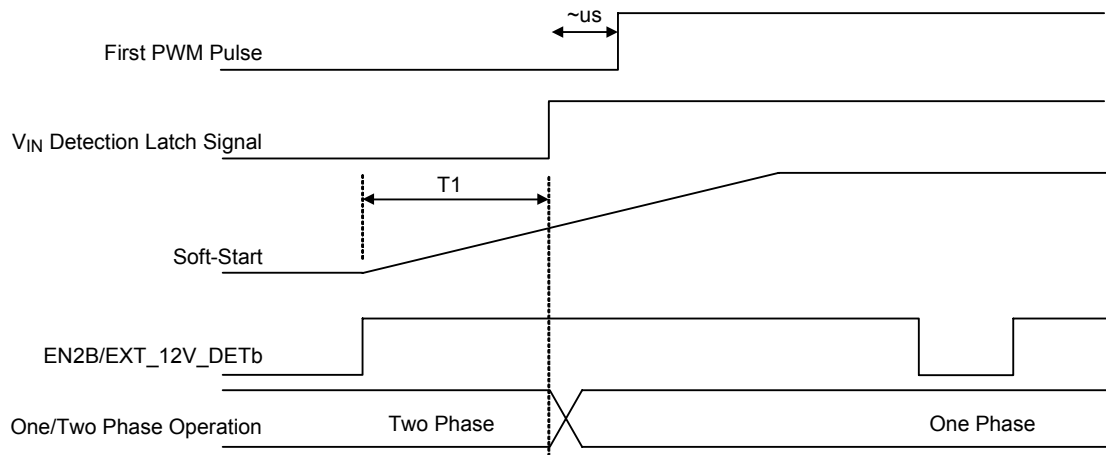 ~us
First PWM Pulse
VIN Detection Latch Signal
T1
Soft-Start
EN2B/EXT_12V_DETb
One/Two Phase Operation
Two Phase
One Phase